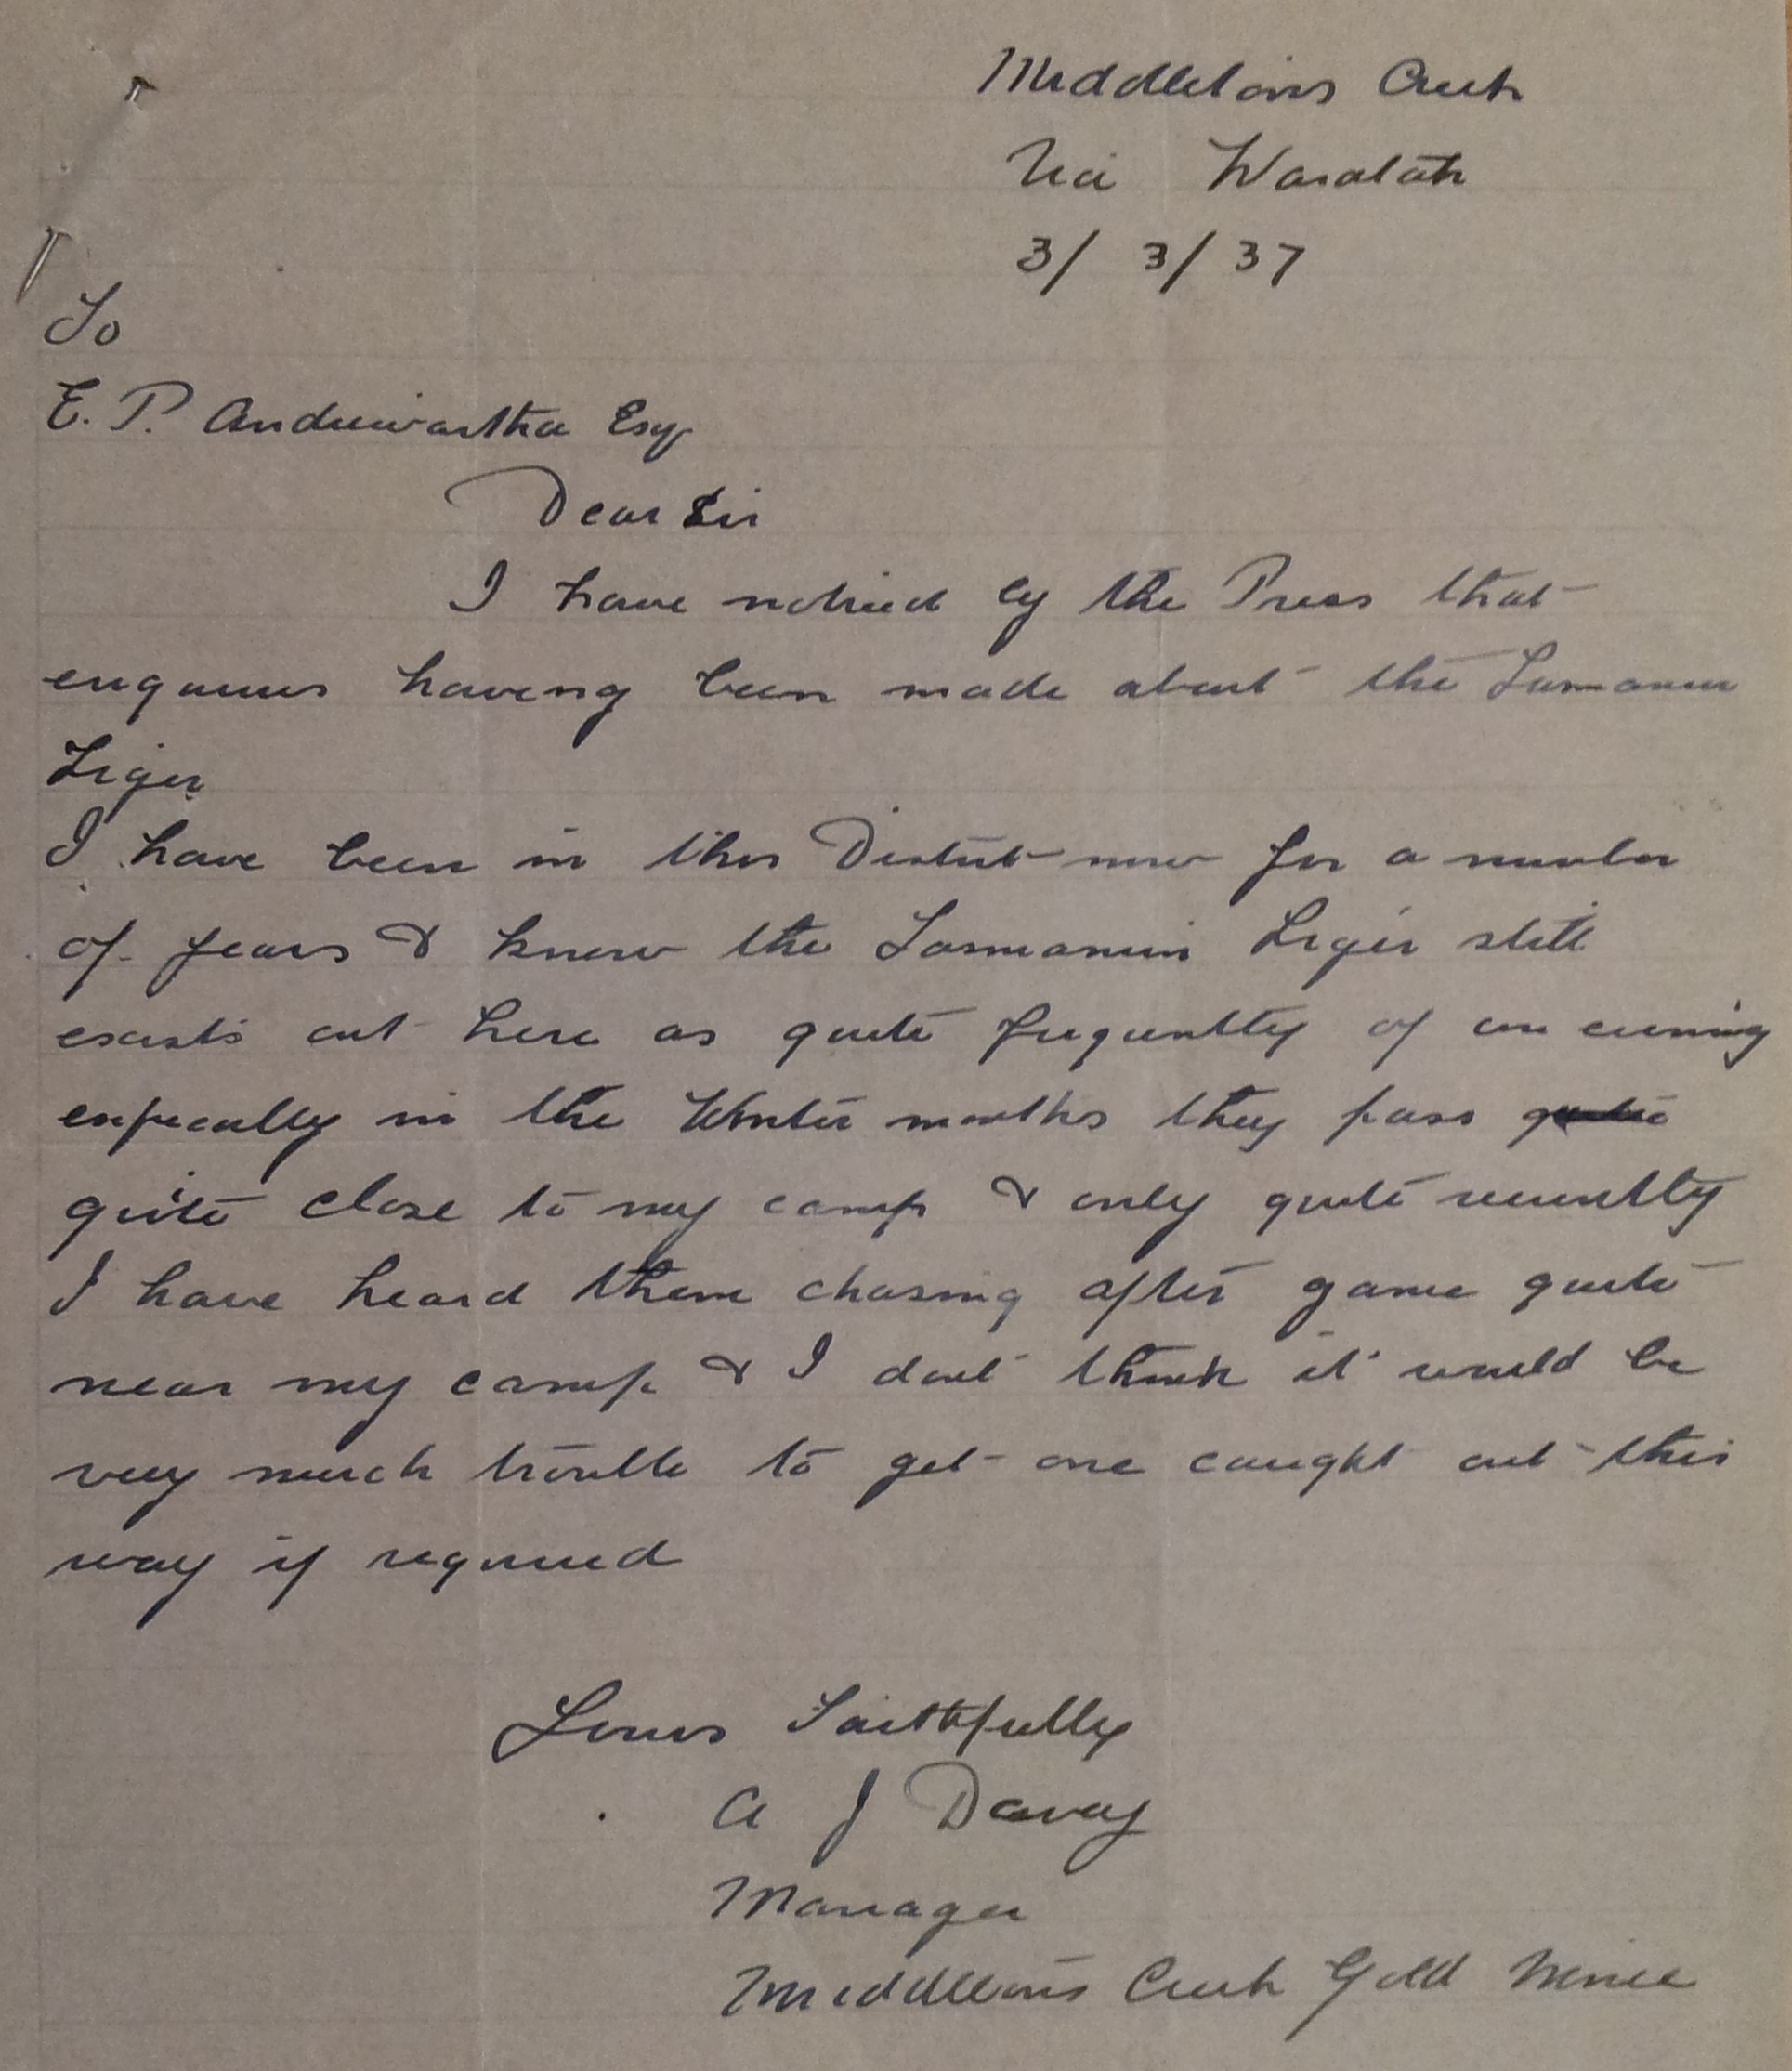 Middletons Creek
Via Waratah
3/3/37
To
E. P. Andrewartha Esq
Dear Sir
I have noticed by the Press that
enquires haveing been made about the Tasmanian
Tiger
I have been in this District now for a number
of years & know the Tasmanian Tiger still
exists out here as quite frequently of an evening
especially in the Winter months they pass quite
quite close to my camp & only quite recently
I have heard them chasing after game quite
near my camp & I dont think it would be
very much trouble to get one caught out this
way if required
Yours Faithfully
A J Davey
Manager
Middletons Creek Gold Mine